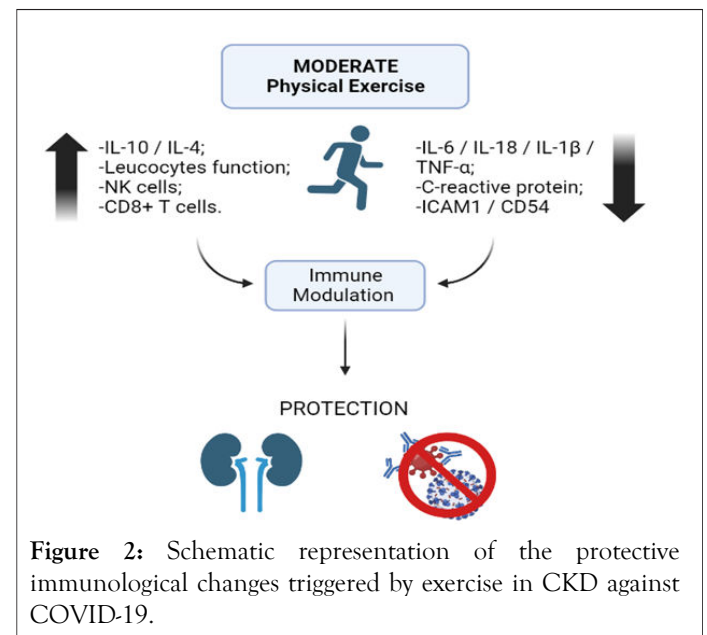 MODERATE
Physical Exercise
-IL-10 / IL-4;
-Leucocytes function;
-NK cells;
-CD8+ T cells.
-IL-6 / IL-18 / IL-1β /
TNF-α;
-C-reactive protein;
-ICAM1 / CD54
Immune
Modulation
PROTECTION
Figure 2: Schematic representation of the protective
immunological changes triggered by exercise in CKD against
COVID-19.